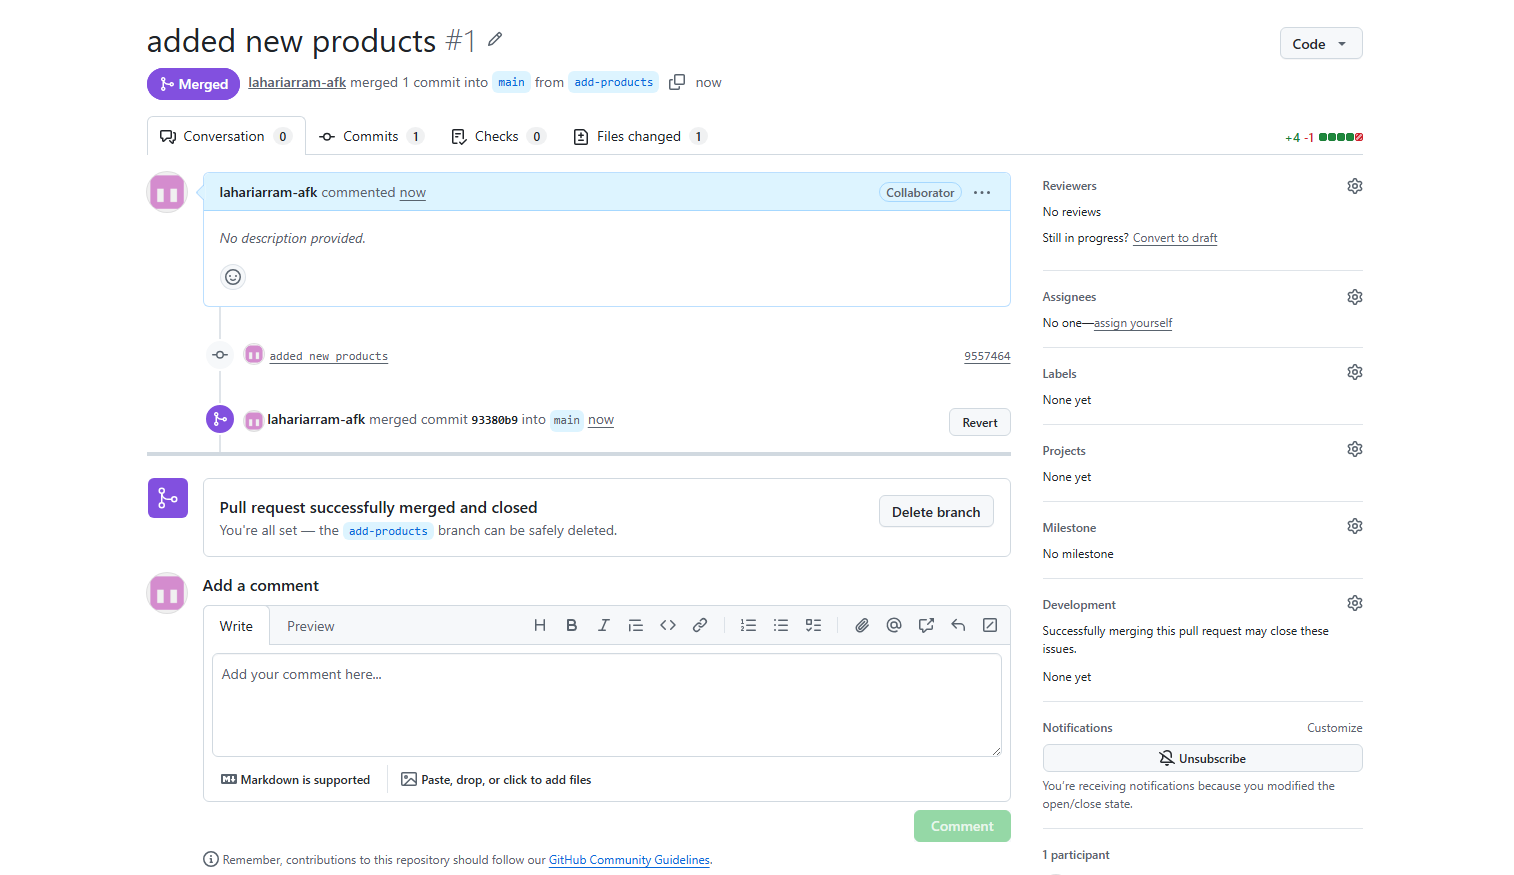 added new products #1
Code
Merged
lahariarram-afk merged 1 commit into main from add-products now
Conversation 0
Commits 1
Checks 0
Files changed 1
+4 -1
lahariarram-afk commented now
Collaborator
No description provided.
added new products
9557464
lahariarram-afk merged commit 93380b9 into main now
Revert
Pull request successfully merged and closed
You're all set — the add-products branch can be safely deleted.
Delete branch
Add a comment
Write
Preview
Add your comment here...
Markdown is supported
Paste, drop, or click to add files
Comment
Remember, contributions to this repository should follow our GitHub Community Guidelines.
Reviewers
No reviews
Still in progress? Convert to draft
Assignees
No one—assign yourself
Labels
None yet
Projects
None yet
Milestone
No milestone
Development
Successfully merging this pull request may close these
issues.
None yet
Notifications
Customize
Unsubscribe
You're receiving notifications because you modified the
open/close state.
1 participant